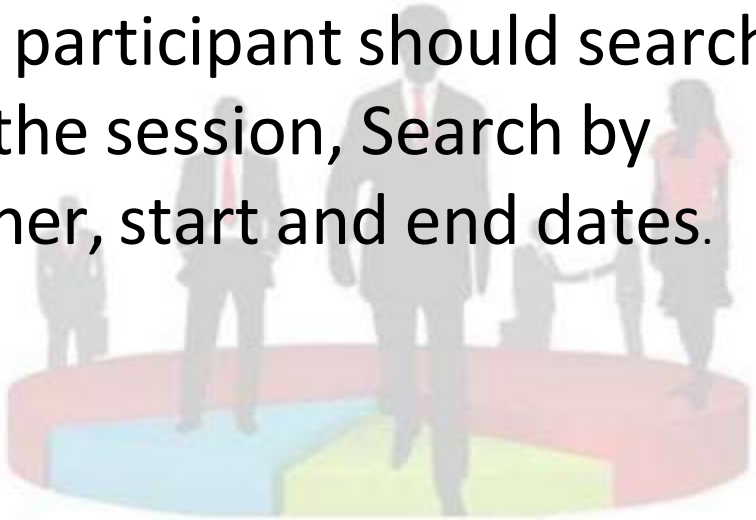 participant should search
the session, Search by
ner, start and end dates.